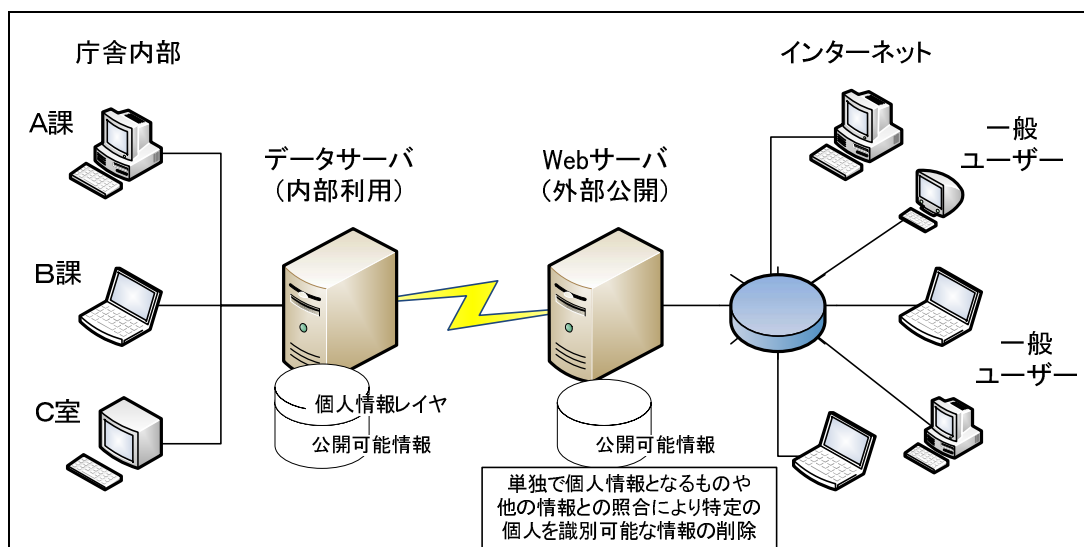 庁舎内部
インターネット
A課
B課
C室
データサーバ
(内部利用)
Webサーバ
(外部公開)
一般
ユーザー
一般
ユーザー
個人情報レイヤ
公開可能情報
公開可能情報
単独で個人情報となるものや
他の情報との照合により特定の
個人を識別可能な情報の削除